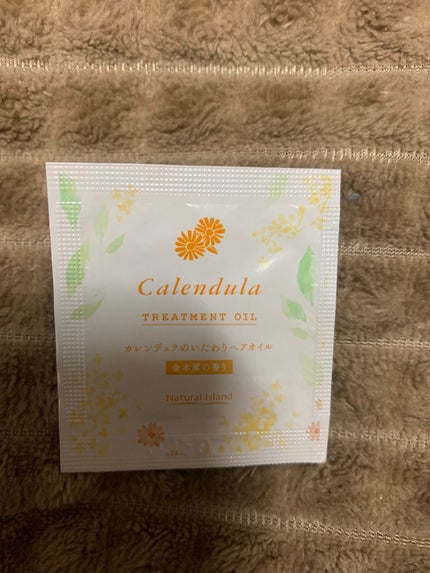 Calendula
TREATMENT OIL
カレンデュラのいたわりヘアオイル
金木犀の香り
Natural Island